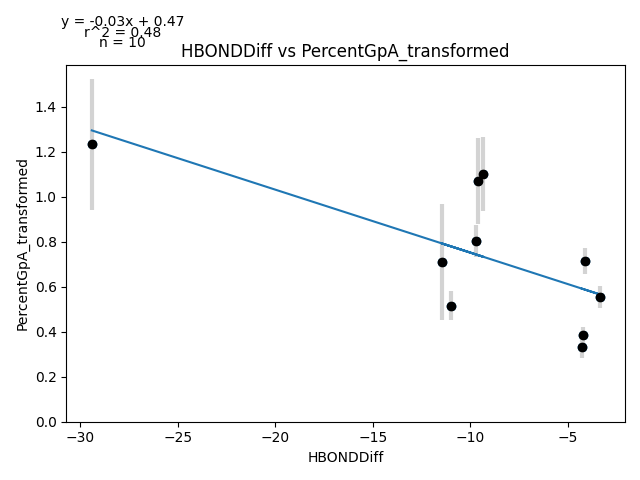 y = -0.03x + 0.47
r^2 = 0.48
n = 10
HBONDDiff vs PercentGpA_transformed
PercentGpA_transformed
1.4
1.2
1.0
0.8
0.6
0.4
0.2
0.0
−30
−25
−20
−15
−10
−5
HBONDDiff